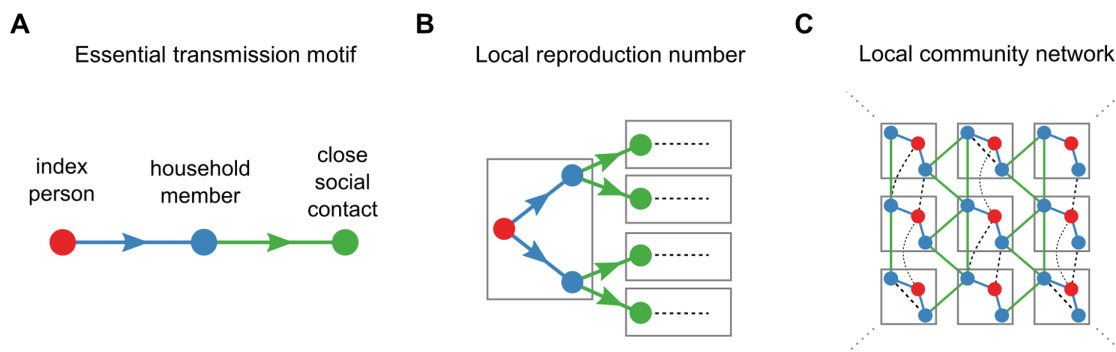 A
Essential transmission motif
index
person
household
member
close
social
contact
B
Local reproduction number
C
Local community network